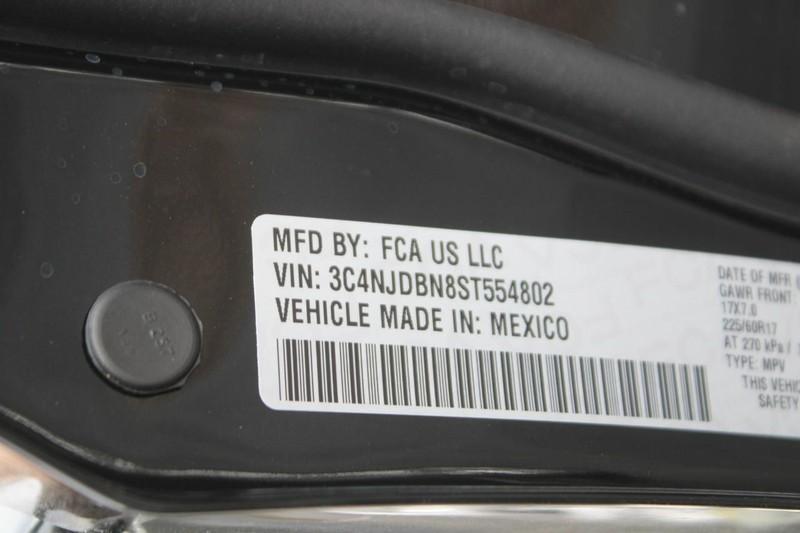 MFD BY: FCA US LLC
VIN: 3C4NJDBN8ST554802
VEHICLE MADE IN: MEXICO
DATE OF MFR
GAWR FRONT:
17X7.0
225/60R17
AT 270 kPa /
TYPE: MPV
THIS VEHIC
SAFETY